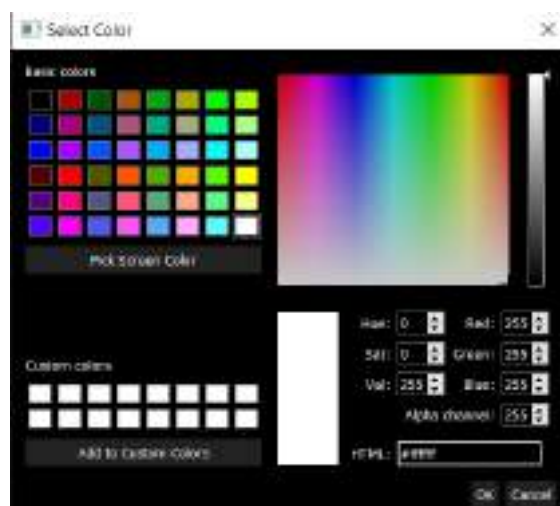 Select Color
Basic colors
Pick Screen Color
Hue: 0 Red: 255
Sat: 0 Green: 255
Val: 255 Blue: 255
Alpha channel: 255
Custom colors
Add to Custom Colors
HTML: #ffffff
OK Cancel